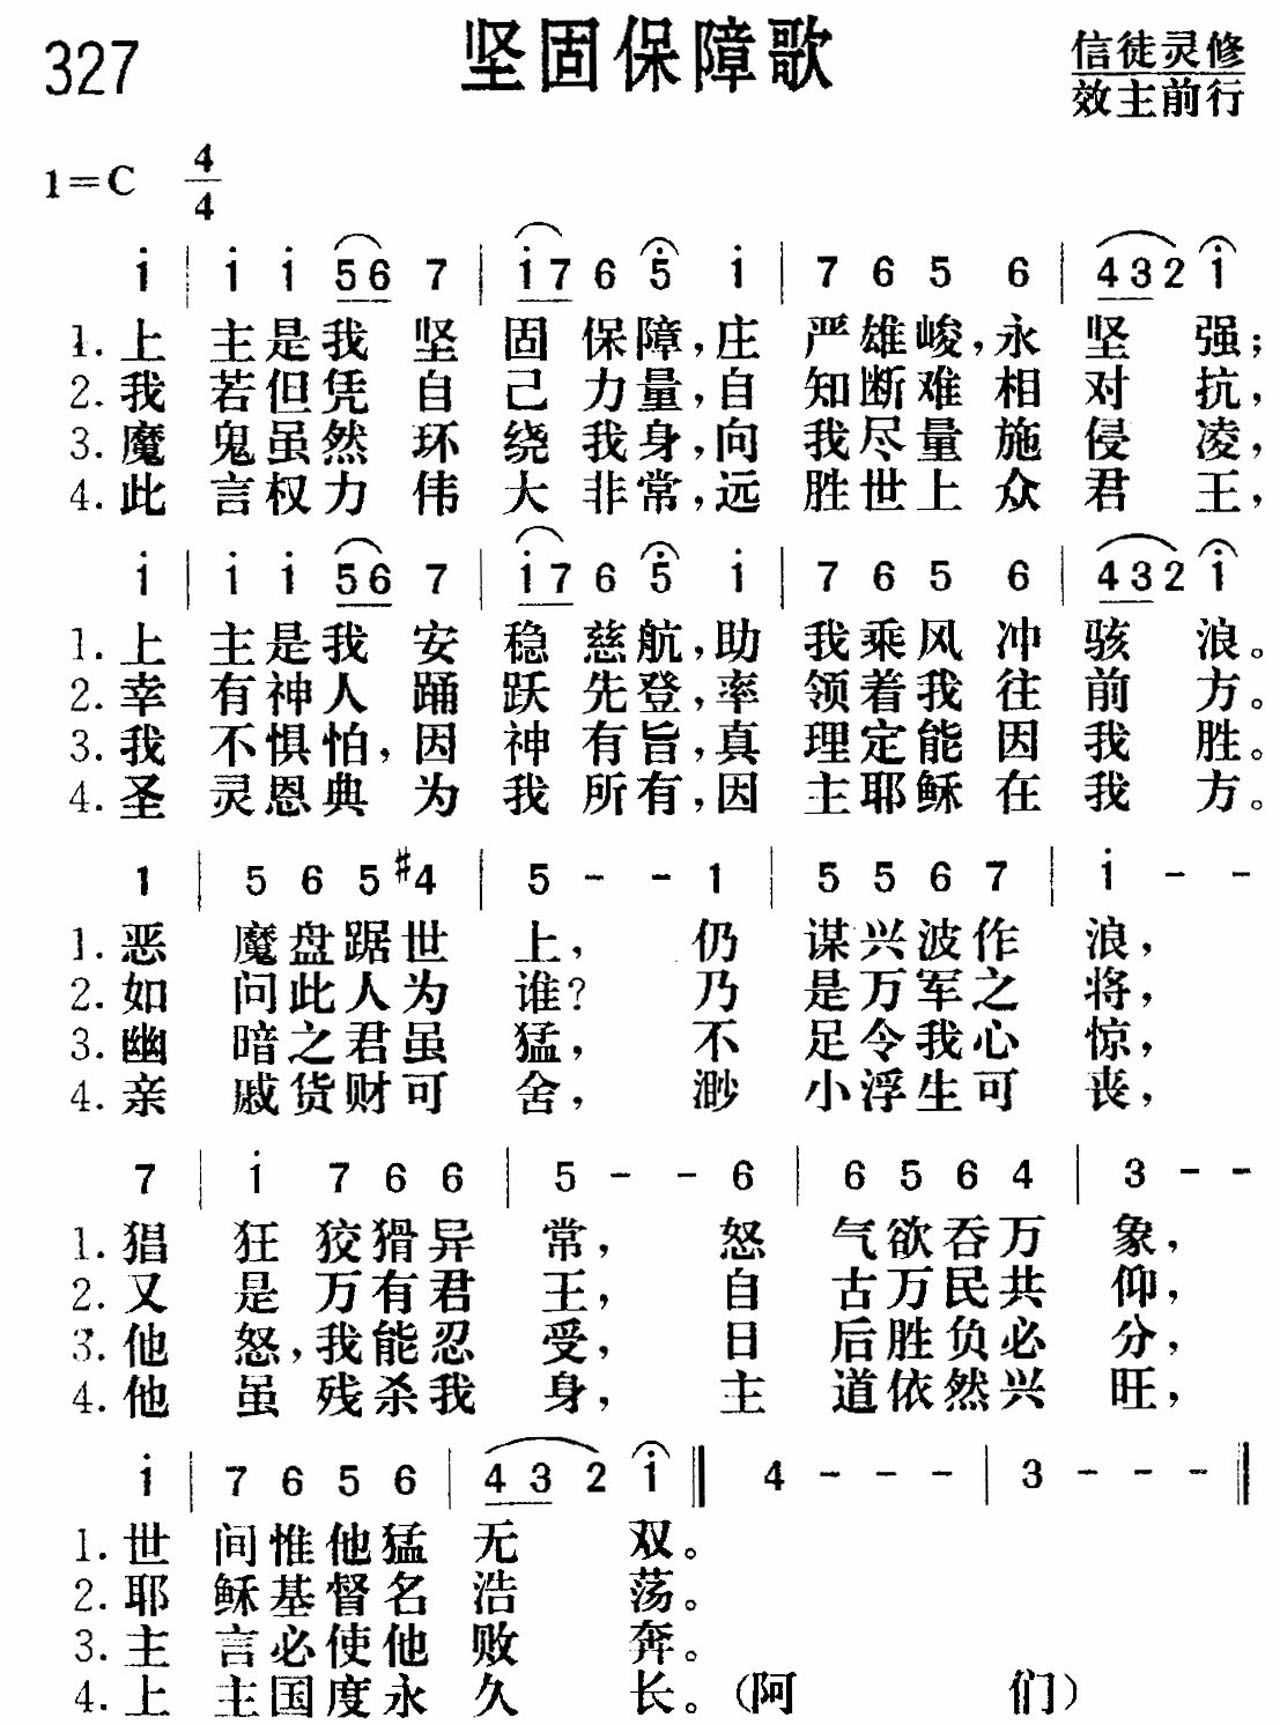 327
坚固保障歌
信徒灵修
效主前行
1=C 4/4
i | i i 56 7 | i7 6 5 i | 7 6 5 6 | 432 i
1.上主是我坚固保障,庄严雄峻,永坚强;
2.我若但凭自己力量,自知断难相对抗,
3.魔鬼虽然环绕我身,向我尽量施侵凌,
4.此言权力伟大非常,远胜世上众君王,
i | i i 56 7 | i7 6 5 i | 7 6 5 6 | 432 i
1.上主是我安稳慈航,助我乘风冲骇浪。
2.幸有神人踊跃先登,率领着我往前方。
3.我不惧怕,因神有旨,真理定能因我胜。
4.圣灵恩典为我所有,因主耶稣在我方。
1 | 5 6 5 #4 | 5 - - 1 | 5 5 6 7 | i - -
1.恶魔盘踞世上,仍谋兴波作浪,
2.如问此人为谁?乃是万军之将,
3.幽暗之君虽猛,不足令我心惊,
4.亲戚货财可舍,渺小浮生可丧,
7 | i 7 6 6 | 5 - - 6 | 6 5 6 4 | 3 - -
1.猖狂狡猾异常,怒气欲吞万象,
2.又是万有君王,自古万民共仰,
3.他怒,我能忍受,日后胜负必分,
4.他虽残杀我身,主道依然兴旺,
i | 7 6 5 6 | 432 i ‖ 4 - - - | 3 - - - ‖
1.世间惟他猛无双。
2.耶稣基督名浩荡。
3.主言必使他败奔。
4.上主国度永久长。(阿们)